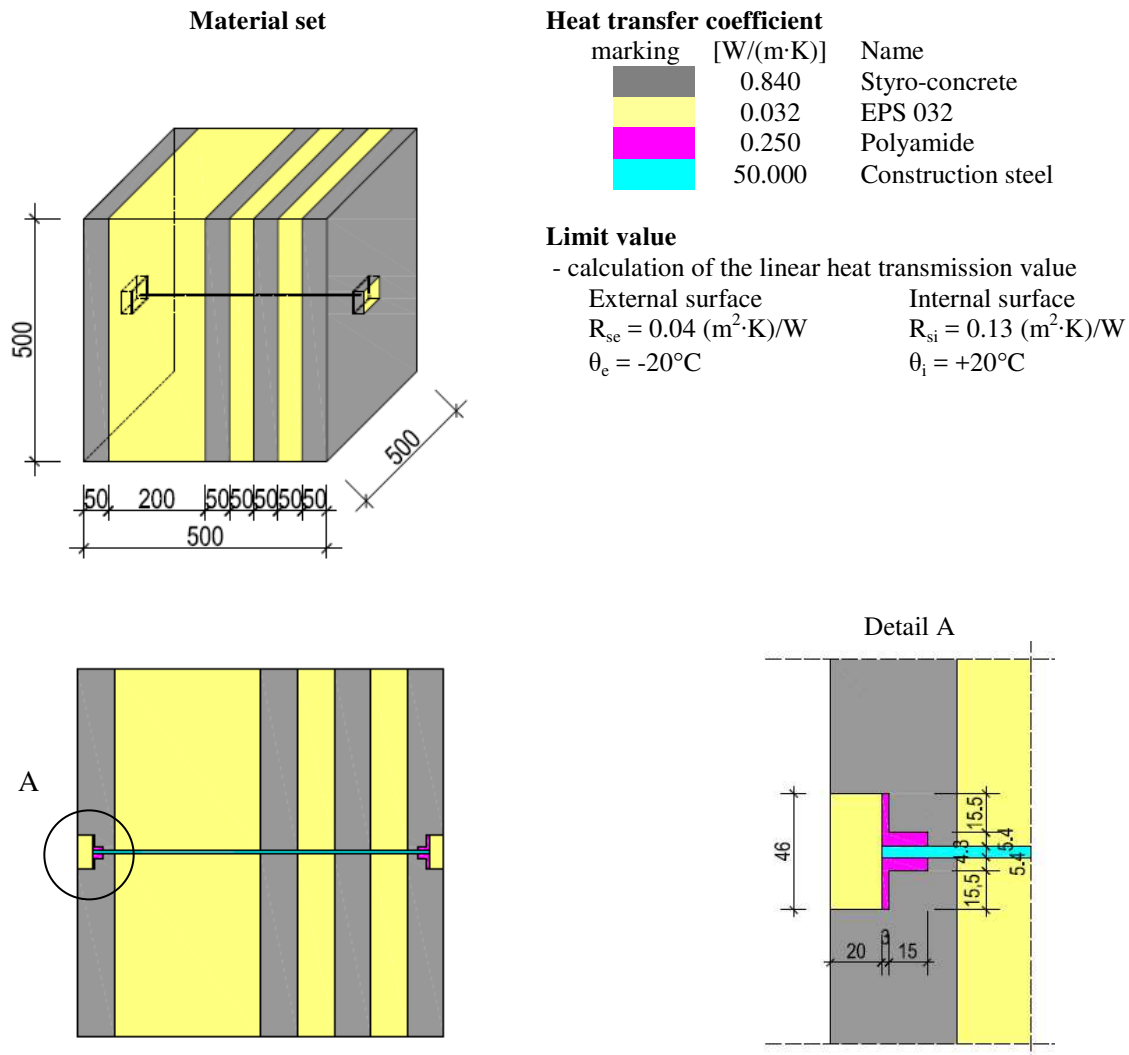 Material set
Heat transfer coefficient
marking [W/(m·K)] Name
0.840 Styro-concrete
0.032 EPS 032
0.250 Polyamide
50.000 Construction steel
Limit value
- calculation of the linear heat transmission value
External surface Internal surface
Rse = 0.04 (m²·K)/W Rsi = 0.13 (m²·K)/W
θe = -20°C θi = +20°C
500
500
50 200 50 50 50 50 50
500
Detail A
A
46
15.5
5.4
4.3
5.4
15,5
3
20 15